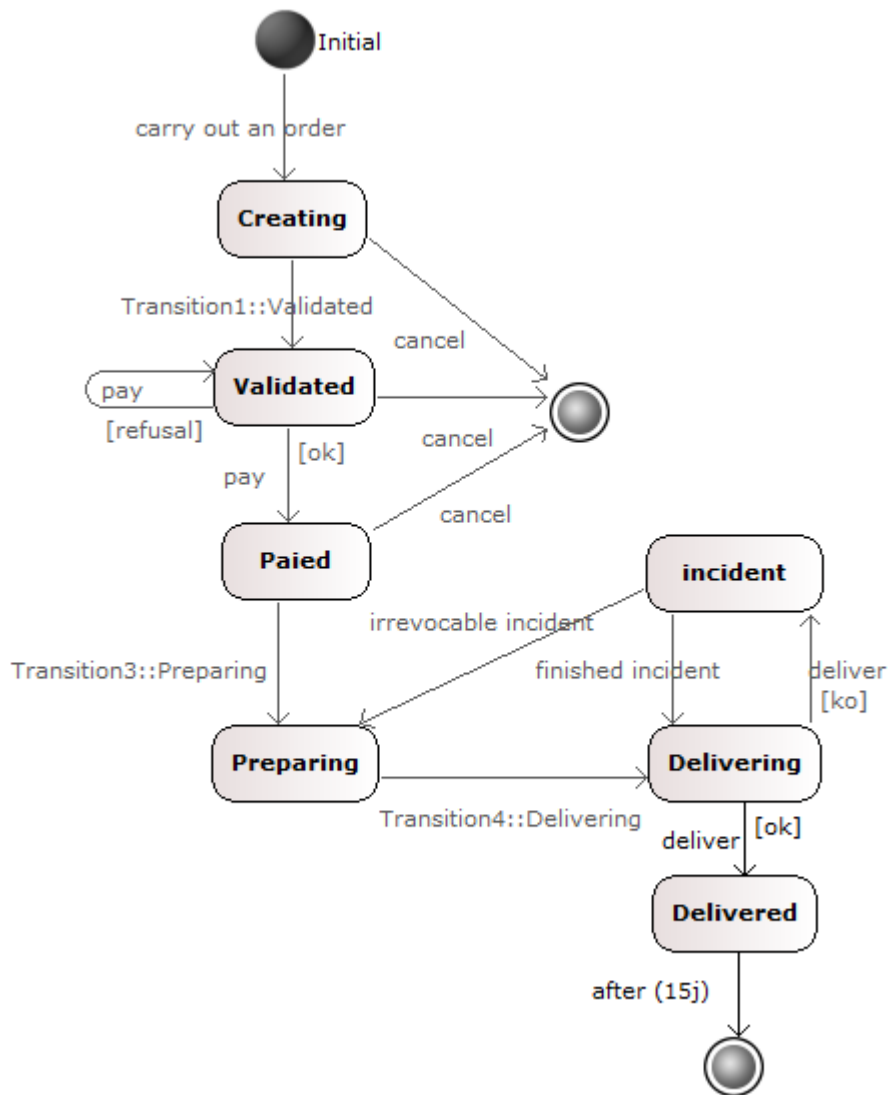 Initial
carry out an order
Creating
Transition1::Validated
cancel
Validated
pay
[refusal]
[ok]
cancel
pay
cancel
Paied
incident
irrevocable incident
Transition3::Preparing
finished incident
deliver
[ko]
Preparing
Delivering
Transition4::Delivering
[ok]
deliver
Delivered
after (15j)